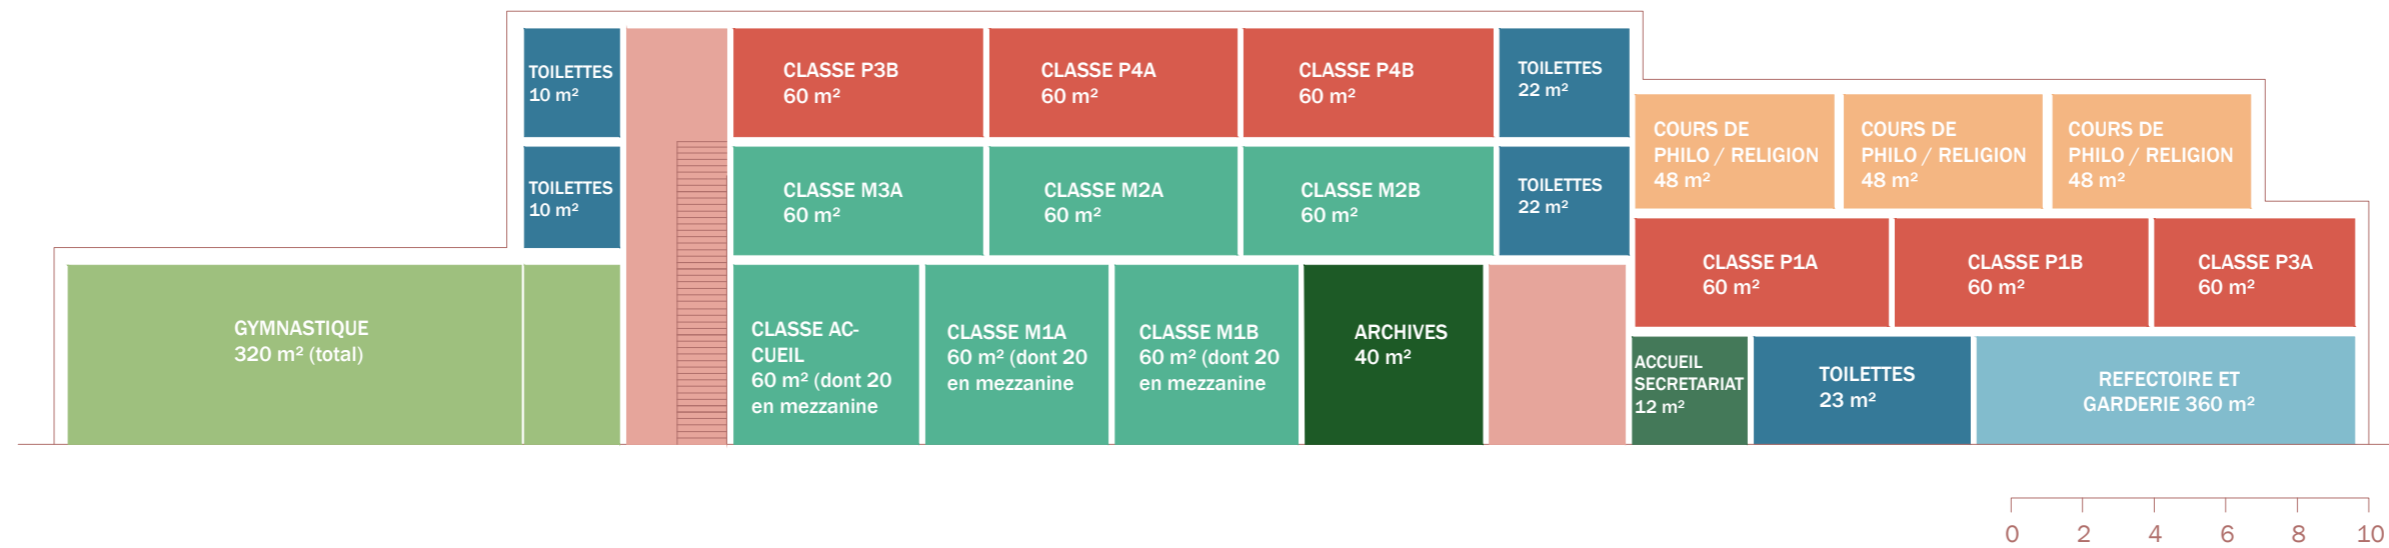 TOILETTES
10 m²
CLASSE P3B
60 m²
CLASSE P4A
60 m²
CLASSE P4B
60 m²
TOILETTES
22 m²
COURS DE
PHILO / RELIGION
48 m²
COURS DE
PHILO / RELIGION
48 m²
COURS DE
PHILO / RELIGION
48 m²
TOILETTES
10 m²
CLASSE M3A
60 m²
CLASSE M2A
60 m²
CLASSE M2B
60 m²
TOILETTES
22 m²
CLASSE P1A
60 m²
CLASSE P1B
60 m²
CLASSE P3A
60 m²
GYMNASTIQUE
320 m² (total)
CLASSE AC-
CUEIL
60 m² (dont 20
en mezzanine
CLASSE M1A
60 m² (dont 20
en mezzanine
CLASSE M1B
60 m² (dont 20
en mezzanine
ARCHIVES
40 m²
ACCUEIL
SECRETARIAT
12 m²
TOILETTES
23 m²
REFECTOIRE ET
GARDERIE 360 m²
0 2 4 6 8 10